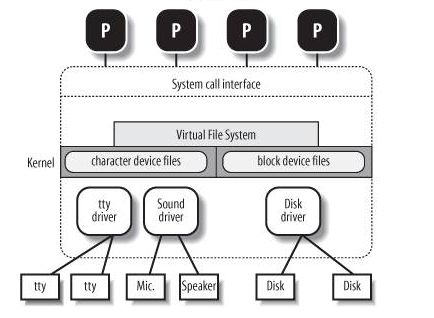 P P P P
System call interface
Virtual File System
Kernel character device files block device files
tty driver
Sound driver
Disk driver
tty tty Mic. Speaker Disk Disk